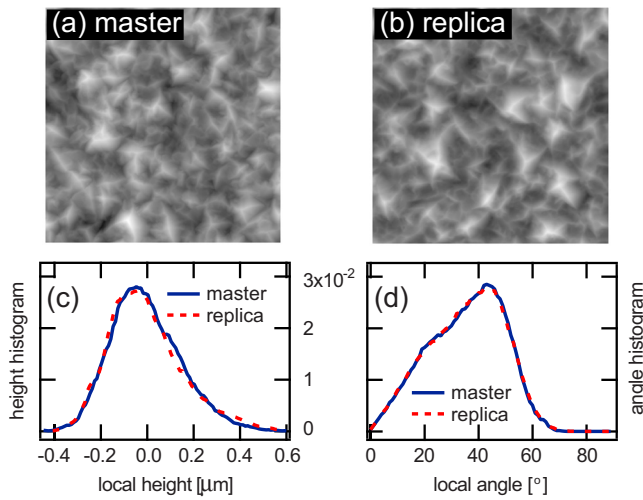 (a) master
(b) replica
3x10⁻²
2
1
0
(c)
master
replica
height histogram
-0.4 -0.2 0.0 0.2 0.4 0.6
local height [μm]
(d)
master
replica
angle histogram
0 20 40 60 80
local angle [°]